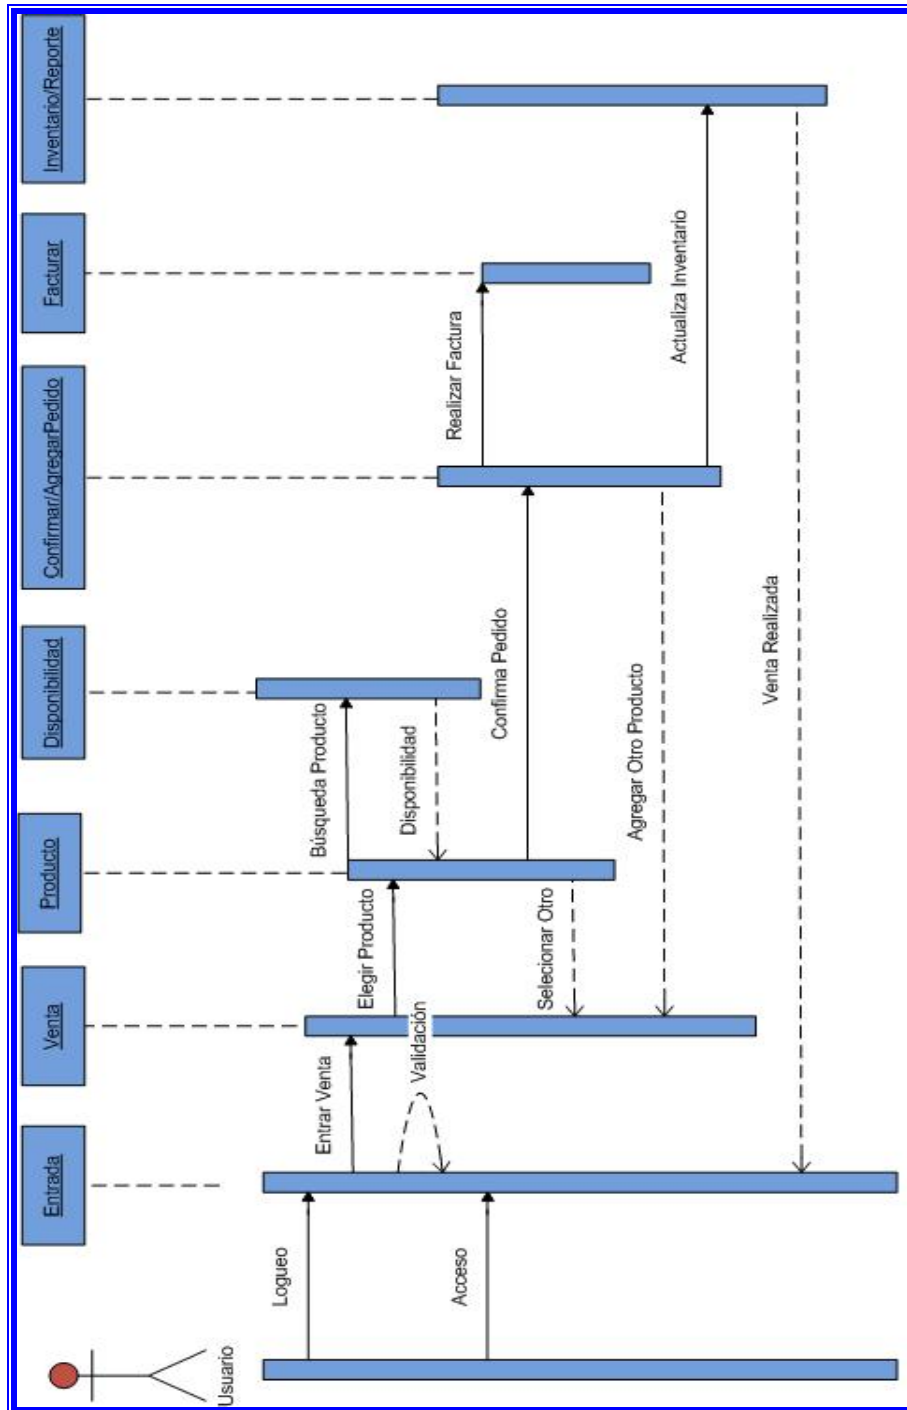 Usuario
Entrada
Venta
Producto
Disponibilidad
Confirmar/AgregarPedido
Facturar
Inventario/Reporte
Logueo
Entrar Venta
Búsqueda Producto
Elegir Producto
Validación
Disponibilidad
Realizar Factura
Acceso
Confirma Pedido
Selecionar Otro
Agregar Otro Producto
Actualiza Inventario
Venta Realizada